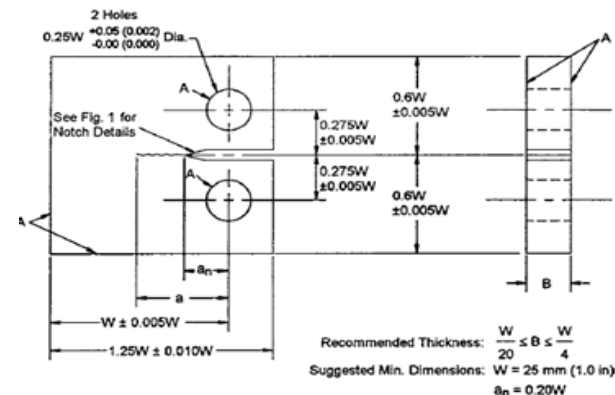 2 Holes
0.25W +0.05 (0.002) -0.00 (0.000) Dia.
A
A
See Fig. 1 for
Notch Details
0.275W
±0.005W
0.6W
±0.005W
A
0.275W
±0.005W
0.6W
±0.005W
A
aₙ
a
B
W ± 0.005W
1.25W ± 0.010W
Recommended Thickness: W/20 ≤ B ≤ W/4
Suggested Min. Dimensions: W = 25 mm (1.0 in)
aₙ = 0.20W